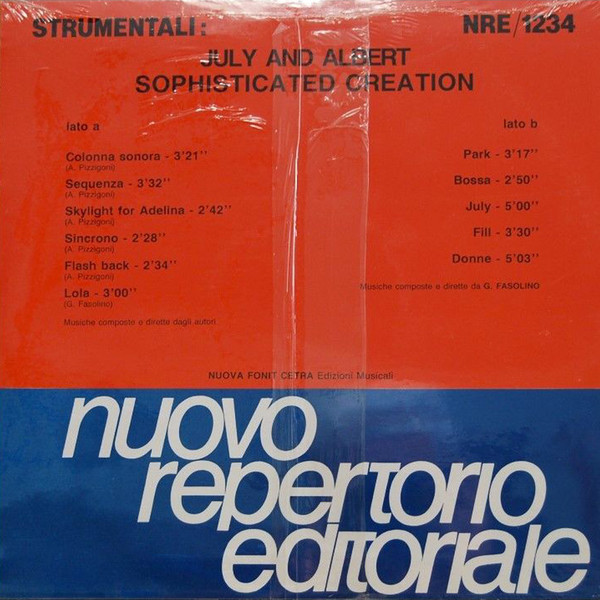 STRUMENTALI:
NRE/1234
JULY AND ALBERT
SOPHISTICATED CREATION
lato a
Colonna sonora - 3'21''
(A. Pizzigoni)
Sequenza - 3'32''
(A. Pizzigoni)
Skylight for Adelina - 2'42''
(A. Pizzigoni)
Sincrono - 2'28''
(A. Pizzigoni)
Flash back - 2'34''
(A. Pizzigoni)
Lola - 3'00''
(G. Fasolino)
Musiche composte e dirette dagli autori
lato b
Park - 3'17''
Bossa - 2'50''
July - 5'00''
Fill - 3'30''
Donne - 5'03''
Musiche composte e dirette da G. FASOLINO
NUOVA FONIT CETRA Edizioni Musicali
nuovo
repertorio
editoriale